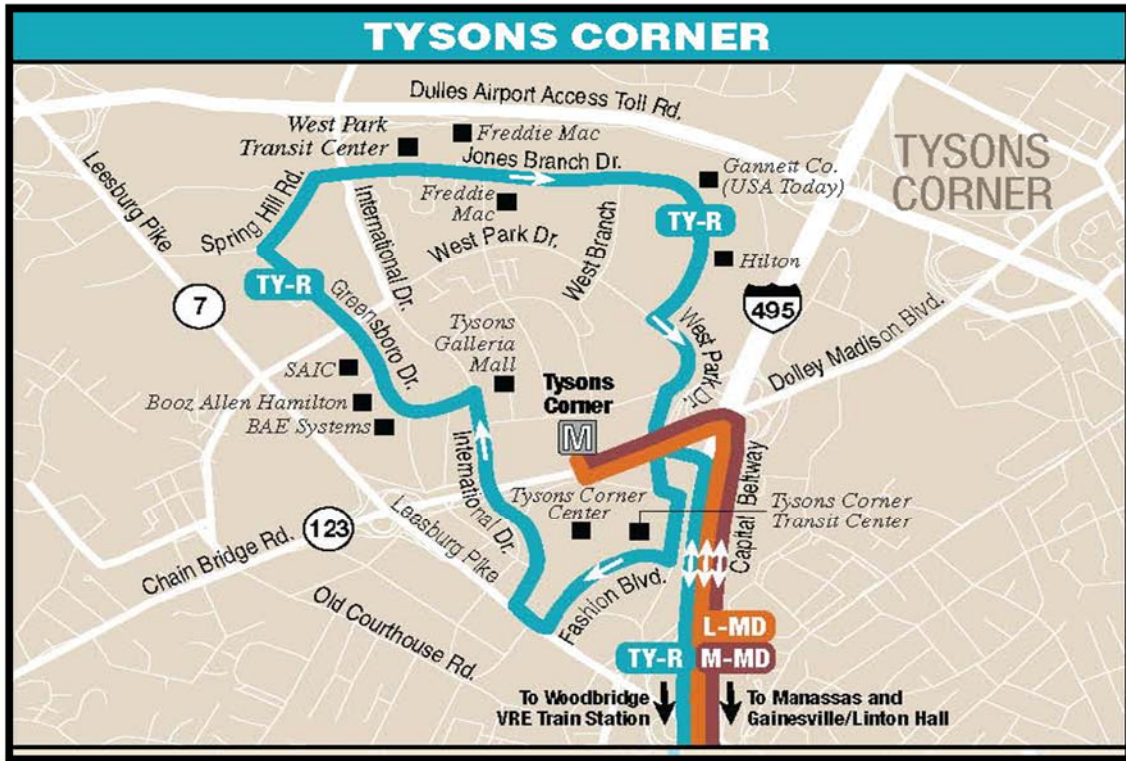 TYSONS CORNER
Dulles Airport Access Toll Rd.
West Park
Transit Center
Freddie Mac
Jones Branch Dr.
Gannett Co.
(USA Today)
TYSONS
CORNER
Leesburg Pike
Spring Hill Rd.
International Dr.
Freddie
Mac
West Park Dr.
West Branch
TY-R
Hilton
TY-R
7
Greensboro Dr.
495
Tysons
Galleria
Mall
West Park Dr.
Dolley Madison Blvd.
SAIC
Tysons
Corner
M
Booz Allen Hamilton
BAE Systems
International Dr.
Capital Beltway
Tysons Corner
Center
Tysons Corner
Transit Center
Leesburg Pike
123
Chain Bridge Rd.
Fashion Blvd.
Old Courthouse Rd.
L-MD
TY-R
M-MD
To Woodbridge
VRE Train Station
To Manassas and
Gainesville/Linton Hall